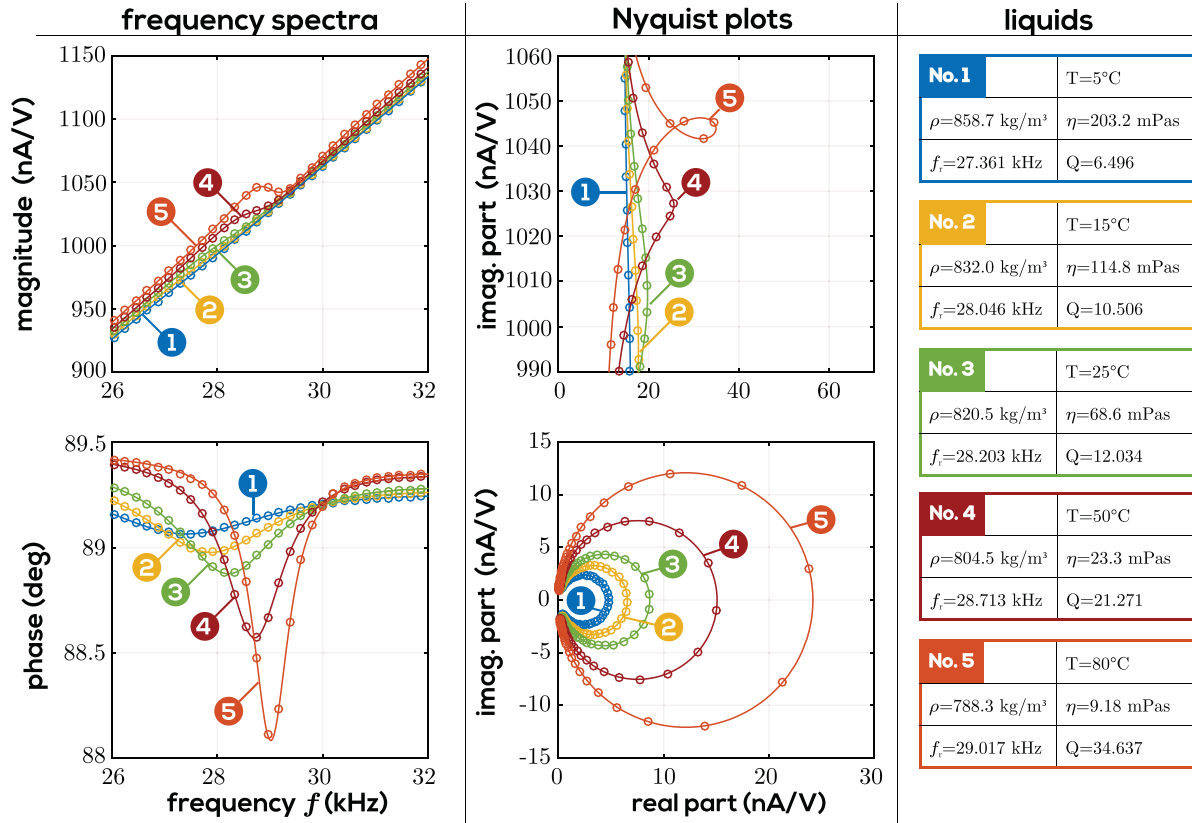 frequency spectra
Nyquist plots
liquids
magnitude (nA/V)
1150
1100
1050
1000
950
900
26
28
30
32
1
2
3
4
5
imag. part (nA/V)
1060
1050
1040
1030
1020
1010
1000
990
0
20
40
60
1
2
3
4
5
phase (deg)
89.5
89
88.5
88
26
28
30
32
frequency f (kHz)
1
2
3
4
5
imag. part (nA/V)
15
10
5
0
-5
-10
-15
0
10
20
30
real part (nA/V)
1
2
3
4
5
No.1 T=5°C
ρ=858.7 kg/m³ η=203.2 mPas
fᵣ=27.361 kHz Q=6.496
No. 2 T=15°C
ρ=832.0 kg/m³ η=114.8 mPas
fᵣ=28.046 kHz Q=10.506
No. 3 T=25°C
ρ=820.5 kg/m³ η=68.6 mPas
fᵣ=28.203 kHz Q=12.034
No. 4 T=50°C
ρ=804.5 kg/m³ η=23.3 mPas
fᵣ=28.713 kHz Q=21.271
No. 5 T=80°C
ρ=788.3 kg/m³ η=9.18 mPas
fᵣ=29.017 kHz Q=34.637